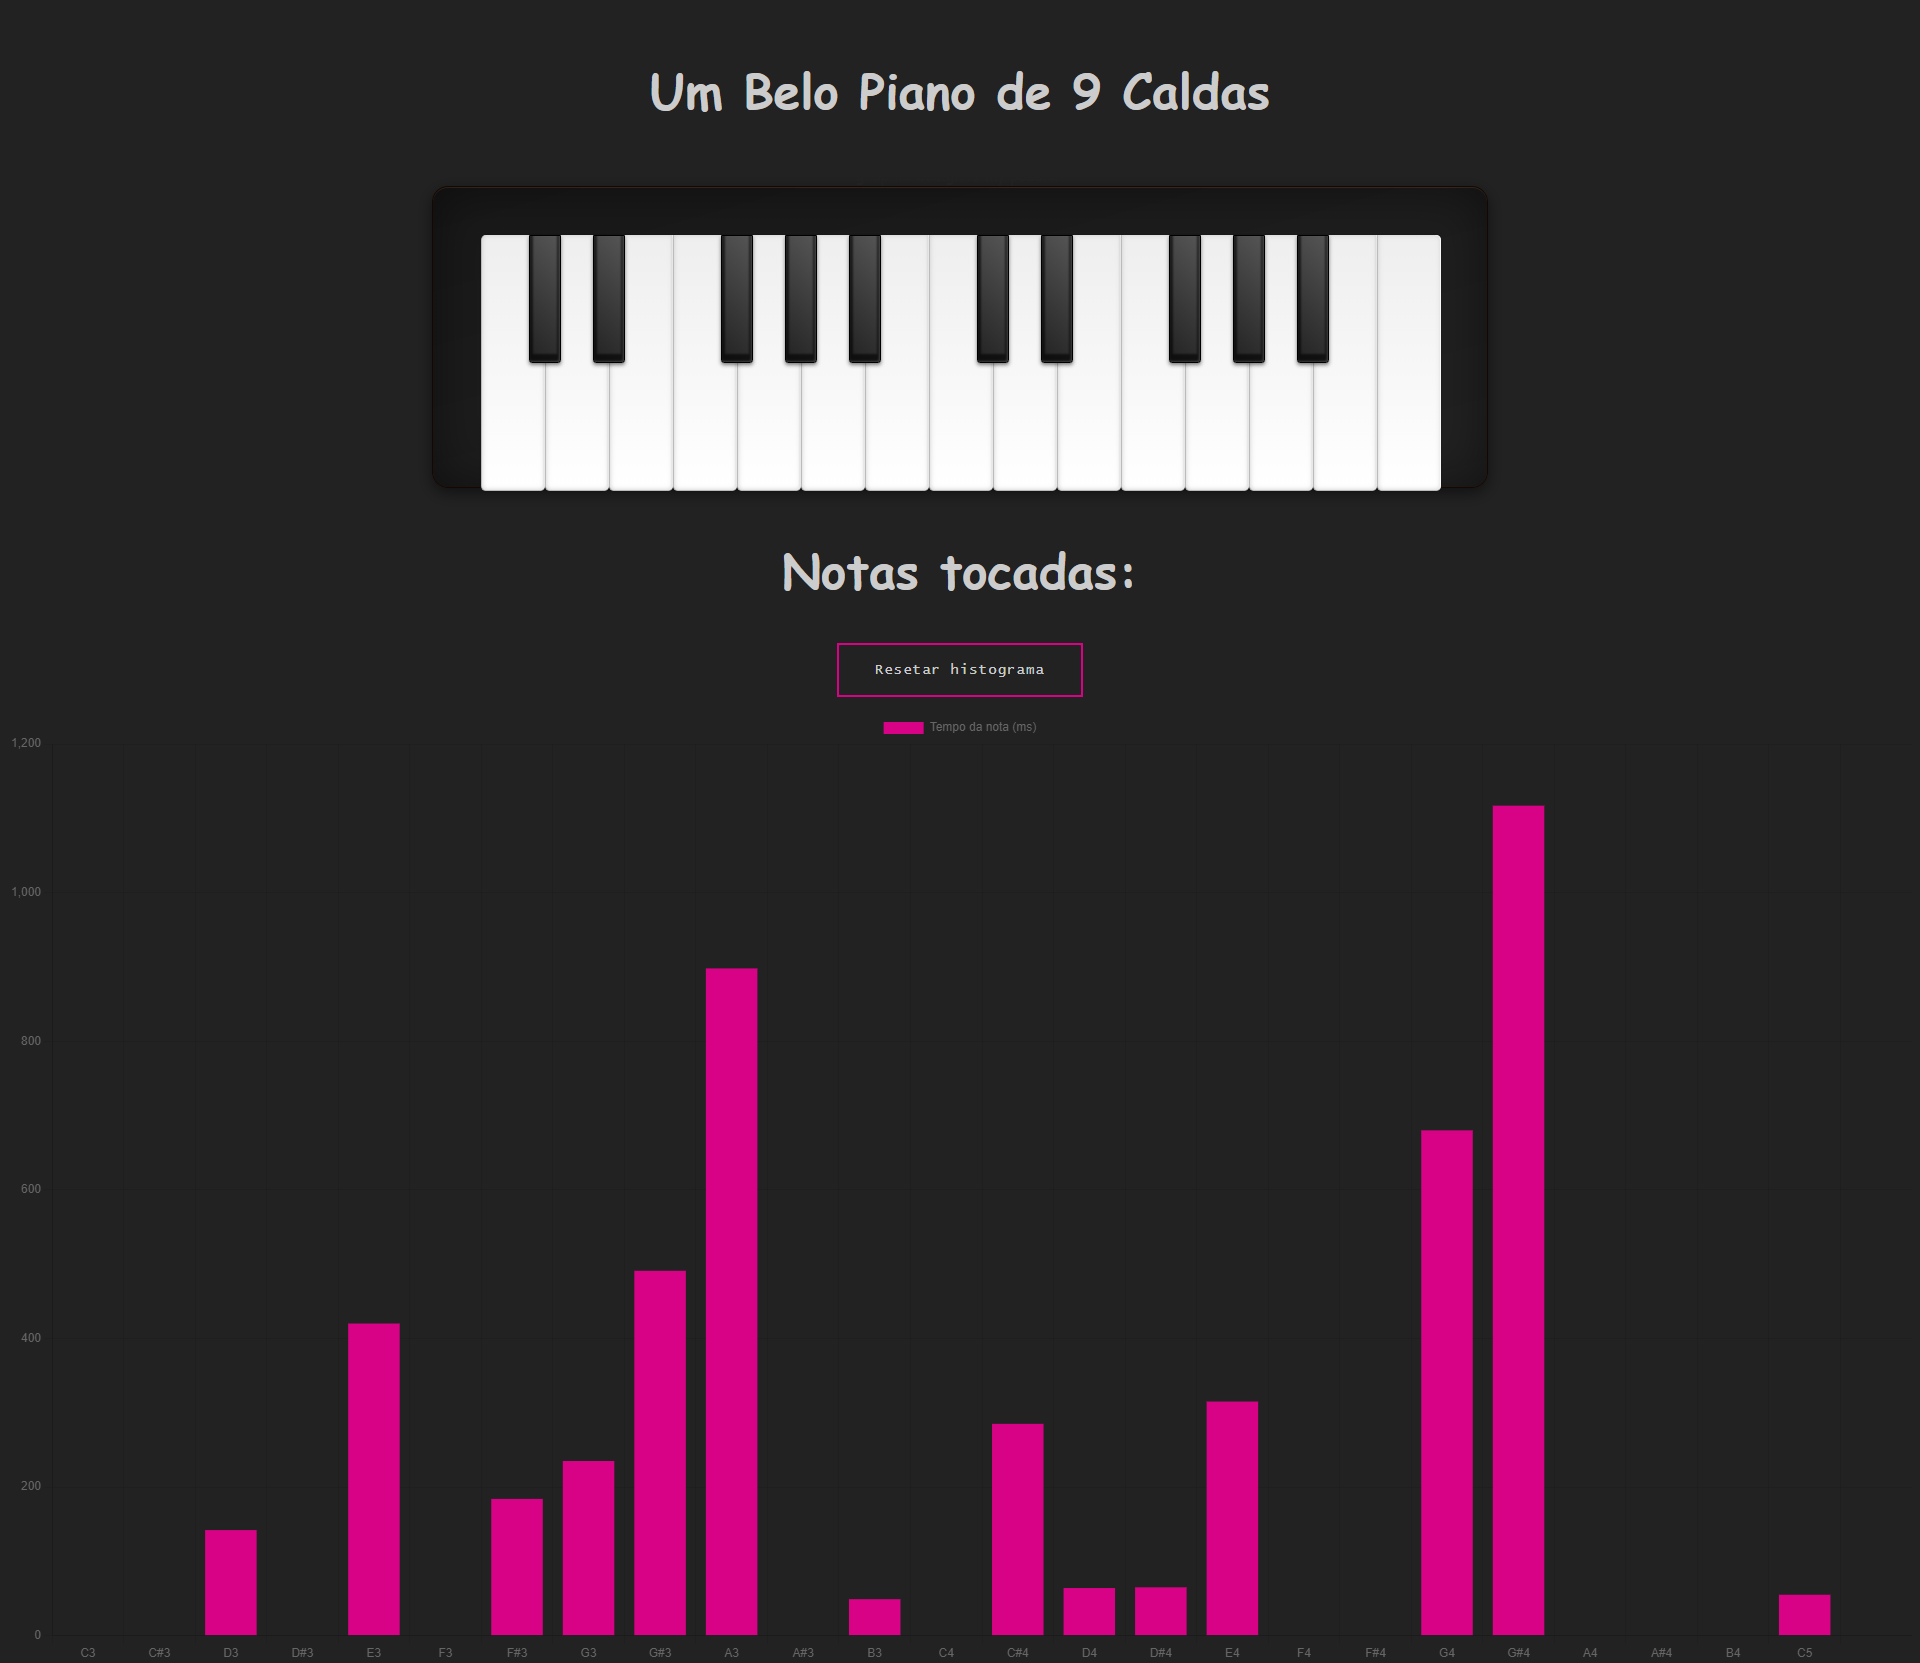 Um Belo Piano de 9 Caldas
Notas tocadas:
Resetar histograma
Tempo da nota (ms)
1,200
1,000
800
600
400
200
0
C3 C#3 D3 D#3 E3 F3 F#3 G3 G#3 A3 A#3 B3 C4 C#4 D4 D#4 E4 F4 F#4 G4 G#4 A4 A#4 B4 C5